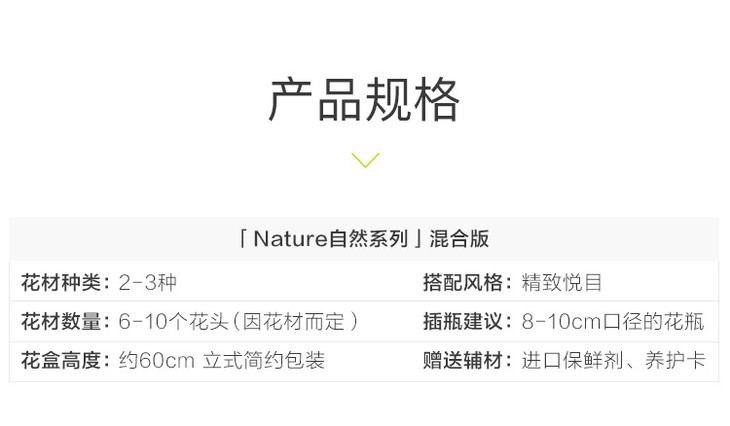 产品规格
「Nature自然系列」混合版
花材种类：2-3种 搭配风格：精致悦目
花材数量：6-10个花头（因花材而定） 插瓶建议：8-10cm口径的花瓶
花盒高度：约60cm 立式简约包装 赠送辅材：进口保鲜剂、养护卡